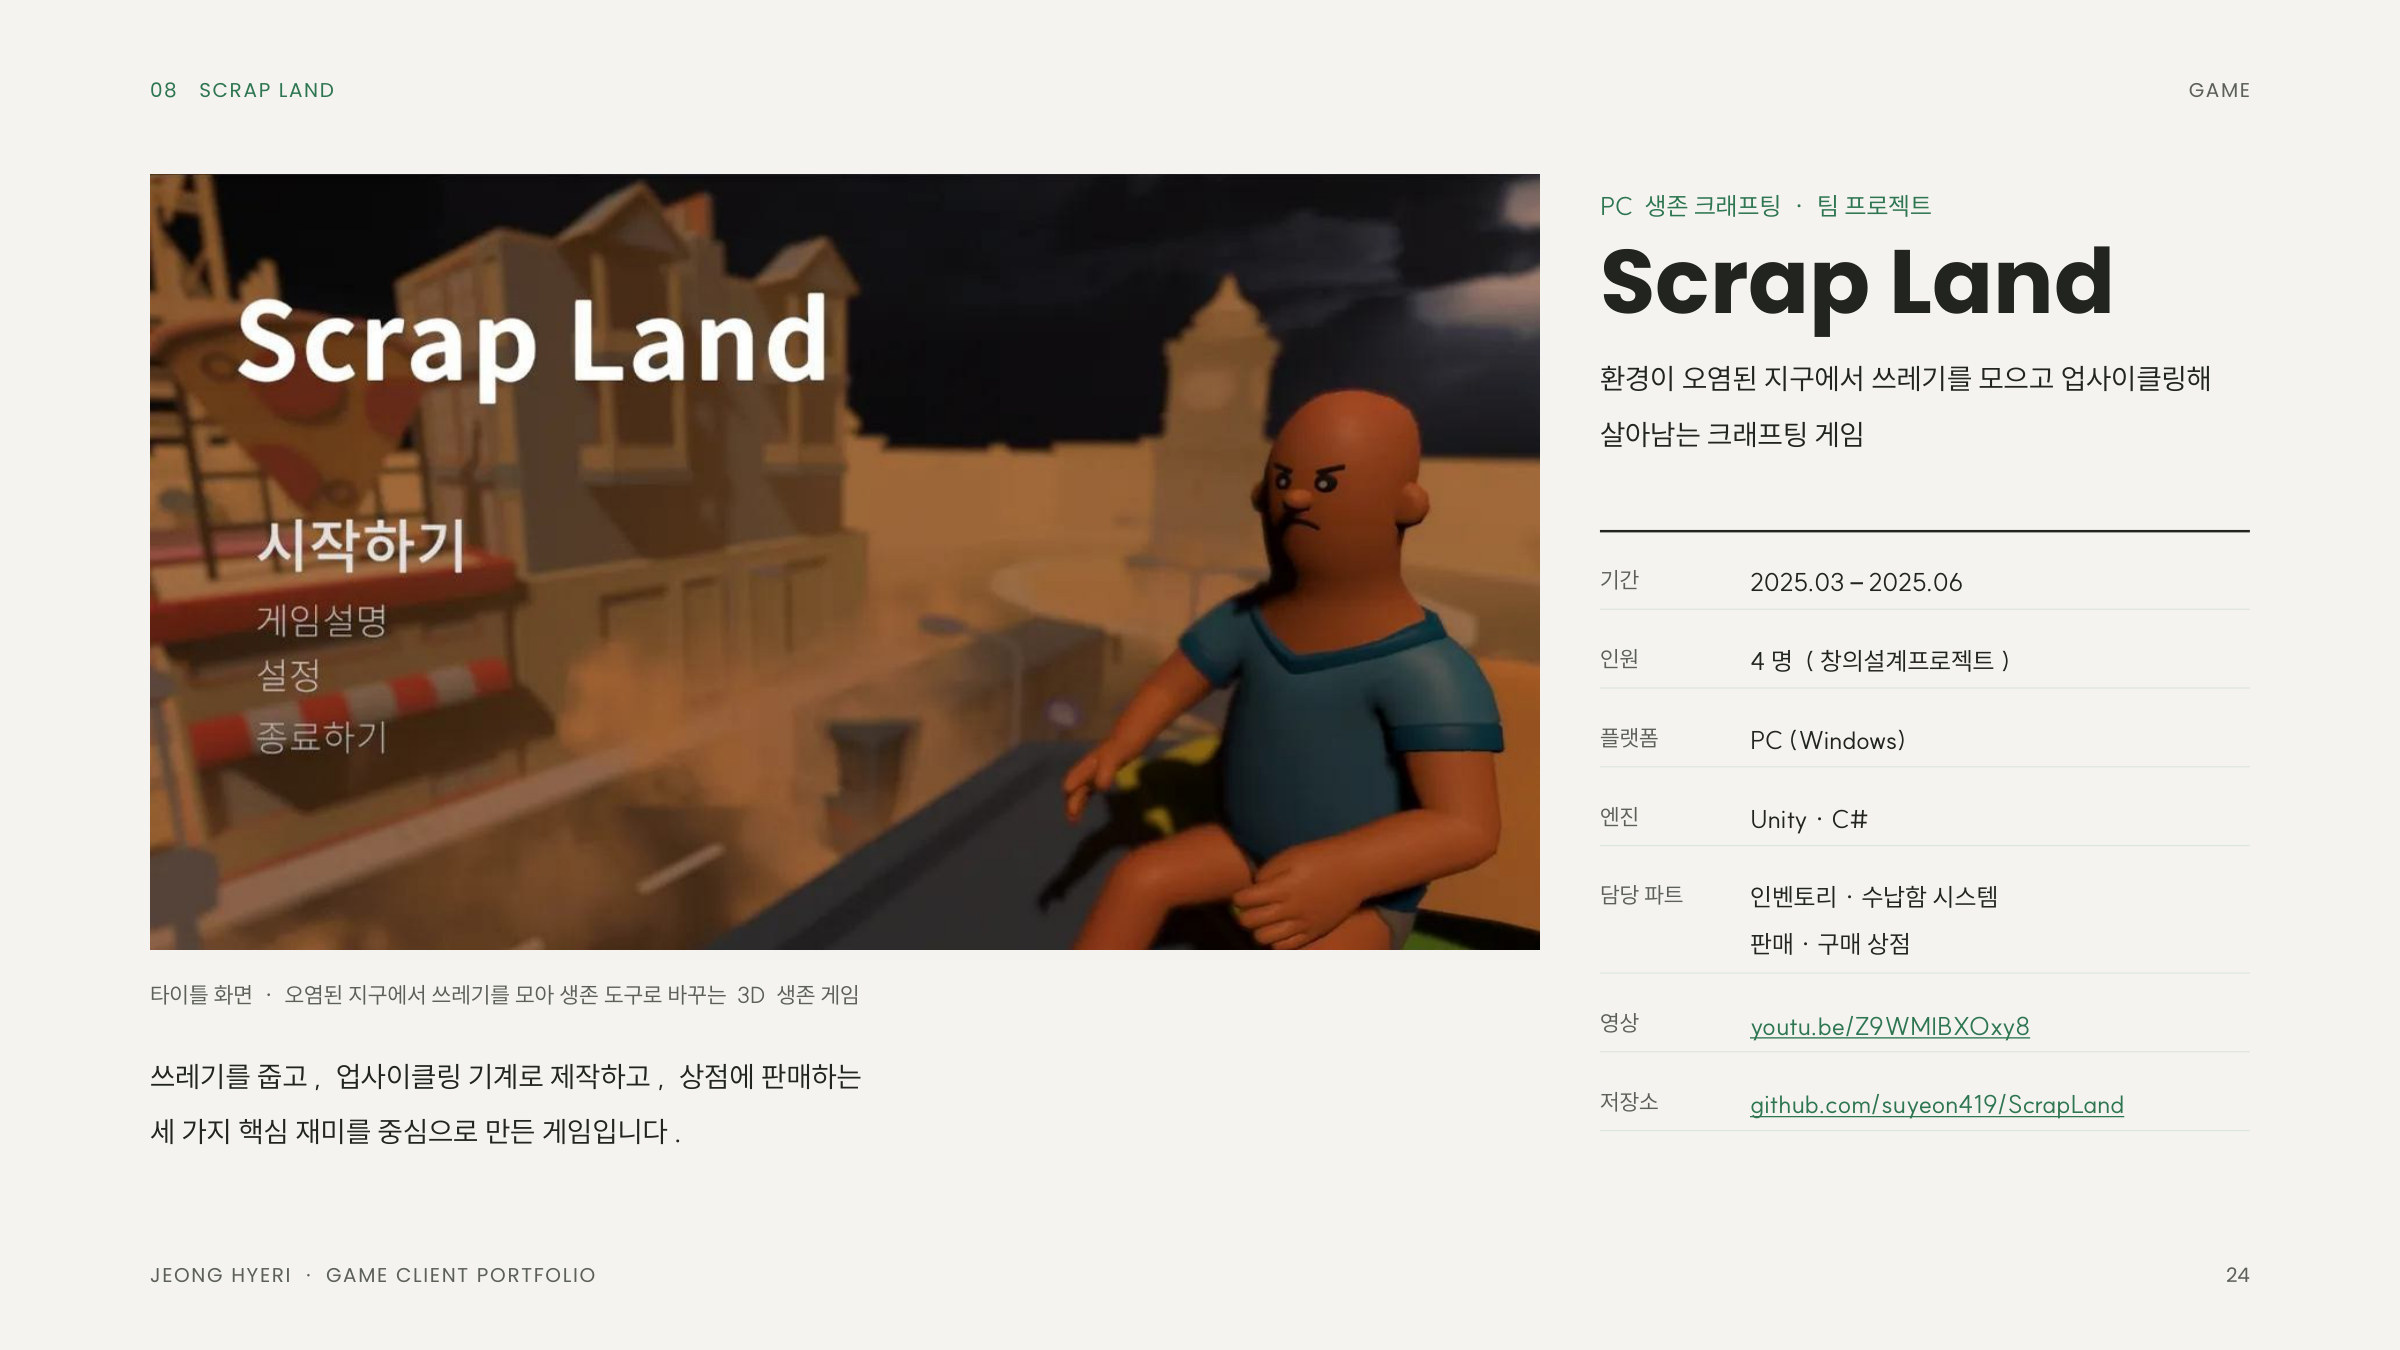 08 SCRAP LAND
GAME
Scrap Land
시작하기
게임설명
설정
종료하기
타이틀 화면 · 오염된 지구에서 쓰레기를 모아 생존 도구로 바꾸는 3D 생존 게임
쓰레기를 줍고 , 업사이클링 기계로 제작하고 , 상점에 판매하는
세 가지 핵심 재미를 중심으로 만든 게임입니다 .
PC 생존 크래프팅 · 팀 프로젝트
Scrap Land
환경이 오염된 지구에서 쓰레기를 모으고 업사이클링해
살아남는 크래프팅 게임
기간 2025.03 – 2025.06
인원 4 명 ( 창의설계프로젝트 )
플랫폼 PC (Windows)
엔진 Unity · C#
담당 파트 인벤토리 · 수납함 시스템
판매 · 구매 상점
영상 youtu.be/Z9WMIBXOxy8
저장소 github.com/suyeon419/ScrapLand
JEONG HYERI · GAME CLIENT PORTFOLIO
24